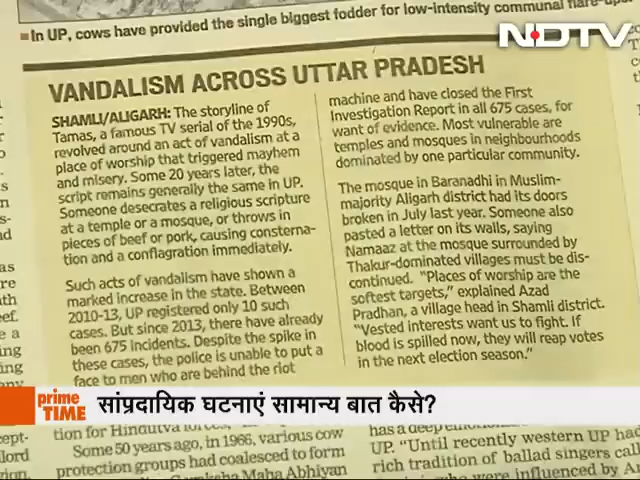 In UP, cows have provided the single biggest fodder for low-intensity communal flare-ups
NDTV
VANDALISM ACROSS UTTAR PRADESH
SHAMLI/ALIGARH: The storyline of
Tamas, a famous TV serial of the 1990s,
revolved around an act of vandalism at a
place of worship that triggered mayhem
and misery. Some 20 years later, the
script remains generally the same in UP.
Someone desecrates a religious scripture
at a temple or a mosque, or throws in
pieces of beef or pork, causing consterna-
tion and a conflagration immediately.
Such acts of vandalism have shown a
marked increase in the state. Between
2010-13, UP registered only 10 such
cases. But since 2013, there have already
been 675 incidents. Despite the spike in
these cases, the police is unable to put a
face to men who are behind the riot
machine and have closed the First
Investigation Report in all 675 cases, for
want of evidence. Most vulnerable are
temples and mosques in neighbourhoods
dominated by one particular community.
The mosque in Baranadhi in Muslim-
majority Aligarh district had its doors
broken in July last year. Someone also
pasted a letter on its walls, saying
Namaaz at the mosque surrounded by
Thakur-dominated villages must be dis-
continued. “Places of worship are the
softest targets,” explained Azad
Pradhan, a village head in Shamli district.
“Vested interests want us to fight. If
blood is spilled now, they will reap votes
in the next election season.”
prime
TIME
सांप्रदायिक घटनाएं सामान्य बात कैसे?
tion for Hindutva
Some 50 years ago, in 1966, various cow
protection groups had coalesced to form
Maha Abhiyan
has a deep
UP. “Until recently western UP had
rich tradition of ballad singers
who were influenced by